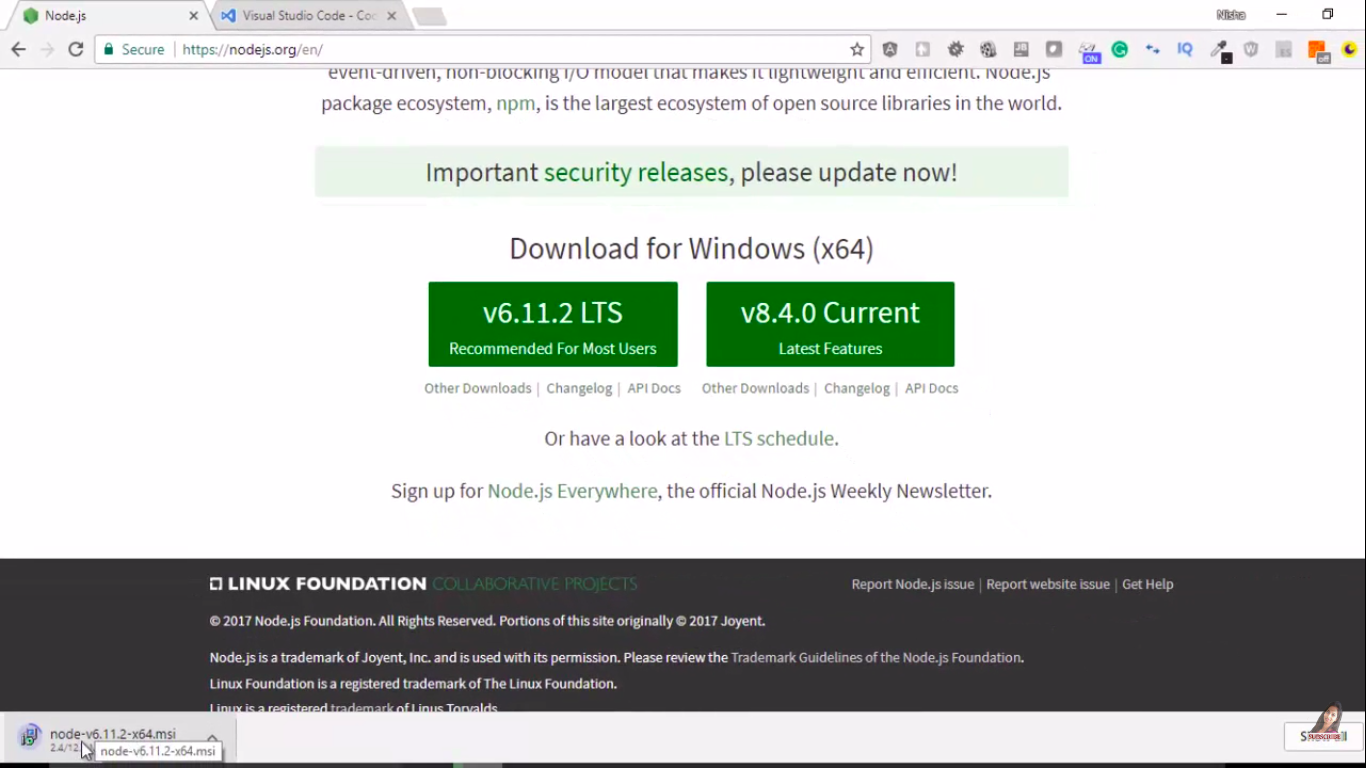 Node.js
Visual Studio Code - Co
Nisha
Secure
https://nodejs.org/en/
ON
IQ
off
event-driven, non-blocking I/O model that makes it lightweight and efficient. Node.js'
package ecosystem, npm, is the largest ecosystem of open source libraries in the world.
Important security releases, please update now!
Download for Windows (x64)
v6.11.2 LTS
Recommended For Most Users
v8.4.0 Current
Latest Features
Other Downloads | Changelog | API Docs
Other Downloads | Changelog | API Docs
Or have a look at the LTS schedule.
Sign up for Node.js Everywhere, the official Node.js Weekly Newsletter.
LINUX FOUNDATION COLLABORATIVE PROJECTS
Report Node.js issue | Report website issue | Get Help
© 2017 Node.js Foundation. All Rights Reserved. Portions of this site originally © 2017 Joyent.
Node.js is a trademark of Joyent, Inc. and is used with its permission. Please review the Trademark Guidelines of the Node.js Foundation.
Linux Foundation is a registered trademark of The Linux Foundation.
Linux is a registered trademark of Linus Torvalds.
node-v6.11.2-x64.msi
2.4/12.
node-v6.11.2-x64.msi
SUBSCRIBE